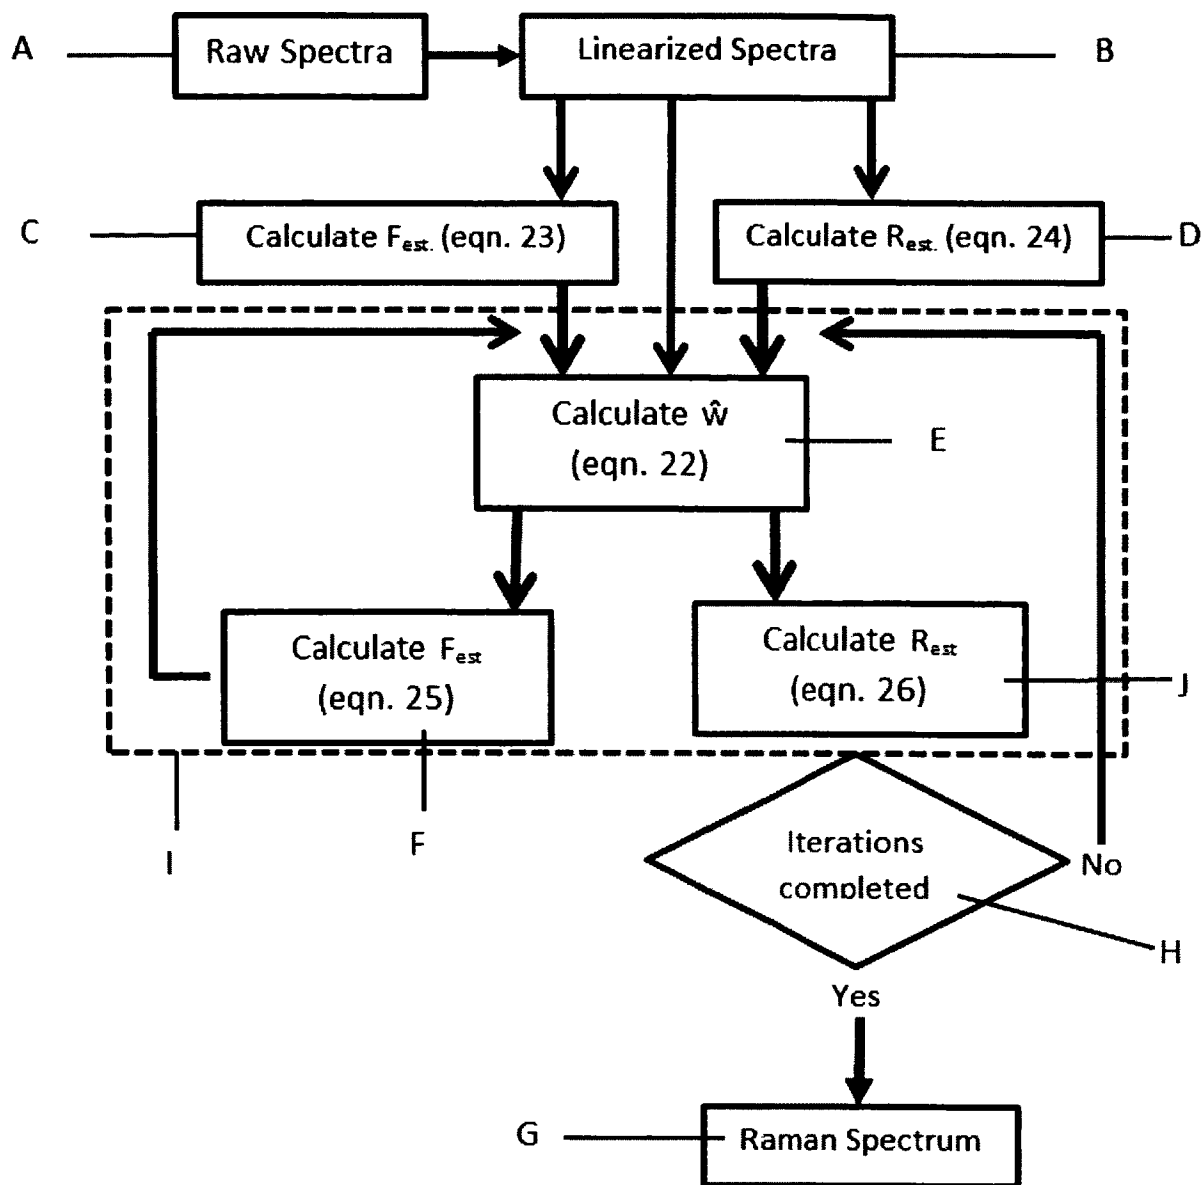 A
Raw Spectra
Linearized Spectra
B
C
Calculate Fest. (eqn. 23)
Calculate Rest. (eqn. 24)
D
Calculate ŵ
(eqn. 22)
E
Calculate Fest
(eqn. 25)
Calculate Rest
(eqn. 26)
J
I
F
Iterations
completed
No
H
Yes
G
Raman Spectrum